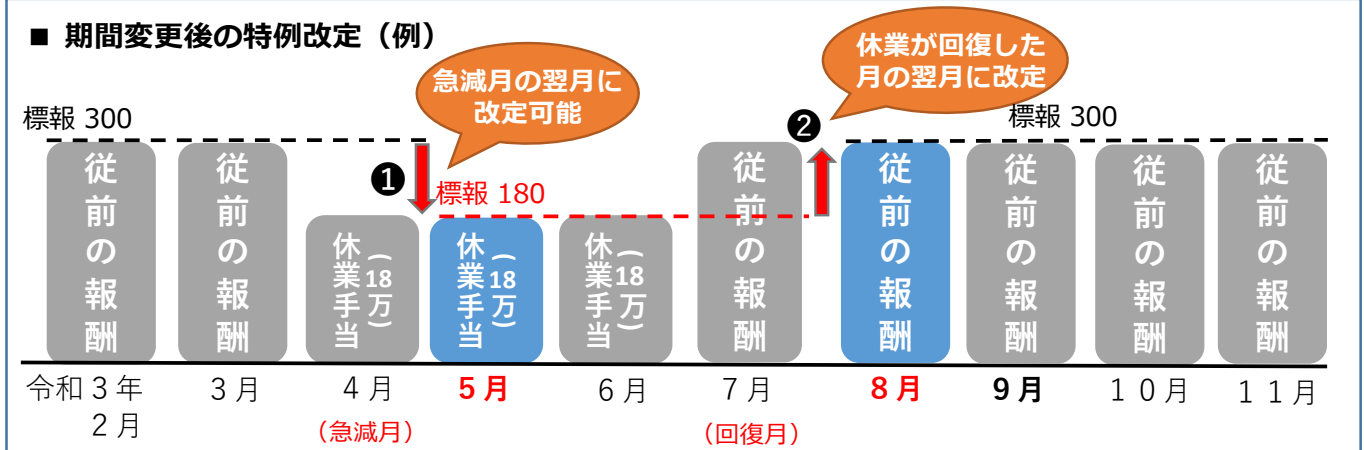 ■ 期間変更後の特例改定（例）
急減月の翌月に
改定可能
休業が回復した
月の翌月に改定
標報 300
❶
標報 180
❷
標報 300
従前の報酬
従前の報酬
休業手当
（18万）
休業手当
（18万）
休業手当
（18万）
従前の報酬
従前の報酬
従前の報酬
従前の報酬
従前の報酬
令和３年
２月
３月
４月
（急減月）
５月
６月
７月
（回復月）
８月
９月
１０月
１１月